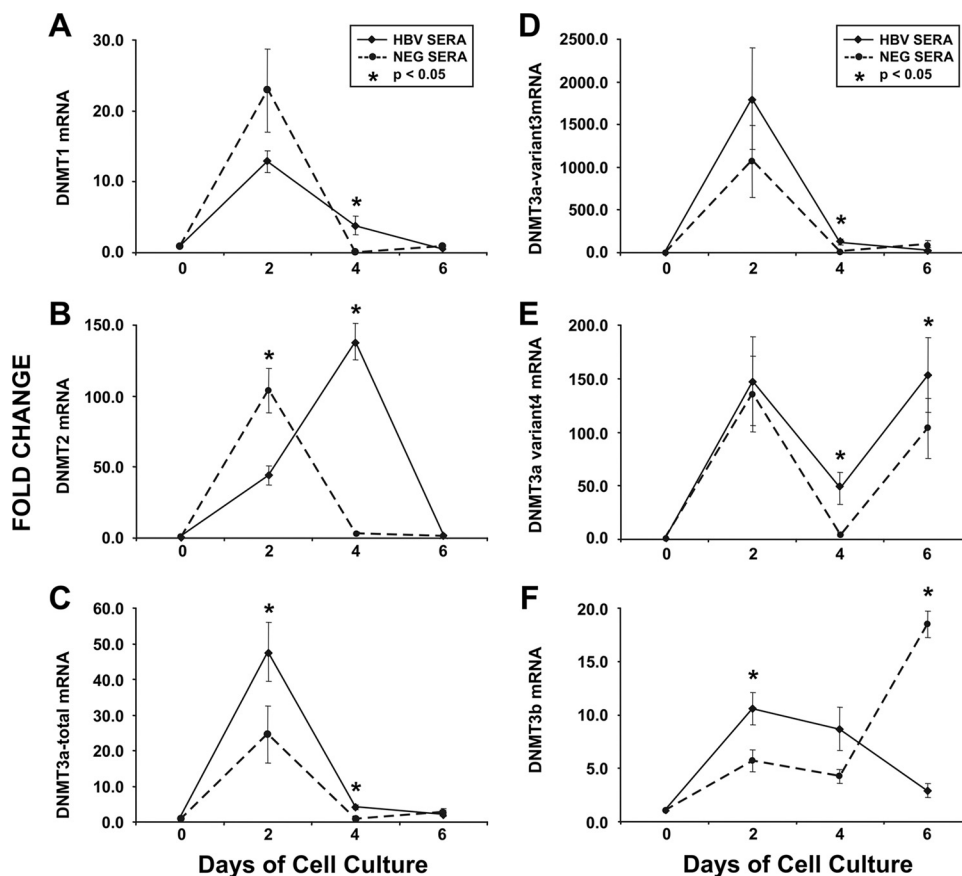 FOLD CHANGE
A
DNMT1 mRNA
30.0
20.0
10.0
0.0
0 2 4 6
HBV SERA
NEG SERA
* p < 0.05
*
B
DNMT2 mRNA
150.0
100.0
50.0
0.0
0 2 4 6
*
*
C
DNMT3a-total mRNA
60.0
50.0
40.0
30.0
20.0
10.0
0.0
0 2 4 6
*
*
Days of Cell Culture
D
DNMT3a-variant3mRNA
2500.0
2000.0
1500.0
1000.0
500.0
0.0
0 2 4 6
HBV SERA
NEG SERA
* p < 0.05
*
E
DNMT3a variant4 mRNA
200.0
150.0
100.0
50.0
0.0
0 2 4 6
*
*
F
DNMT3b mRNA
20.0
15.0
10.0
5.0
0.0
0 2 4 6
*
*
Days of Cell Culture